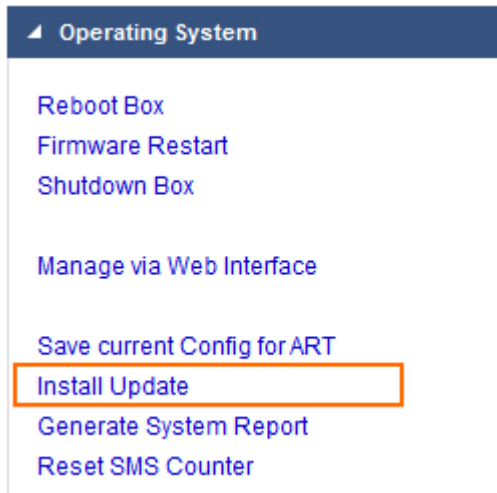 Operating System
Reboot Box
Firmware Restart
Shutdown Box
Manage via Web Interface
Save current Config for ART
Install Update
Generate System Report
Reset SMS Counter